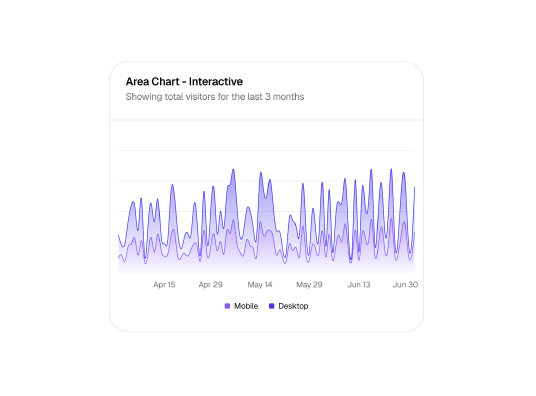 Area Chart - Interactive
Showing total visitors for the last 3 months
Apr 15 Apr 29 May 14 May 29 Jun 13 Jun 30
Mobile Desktop